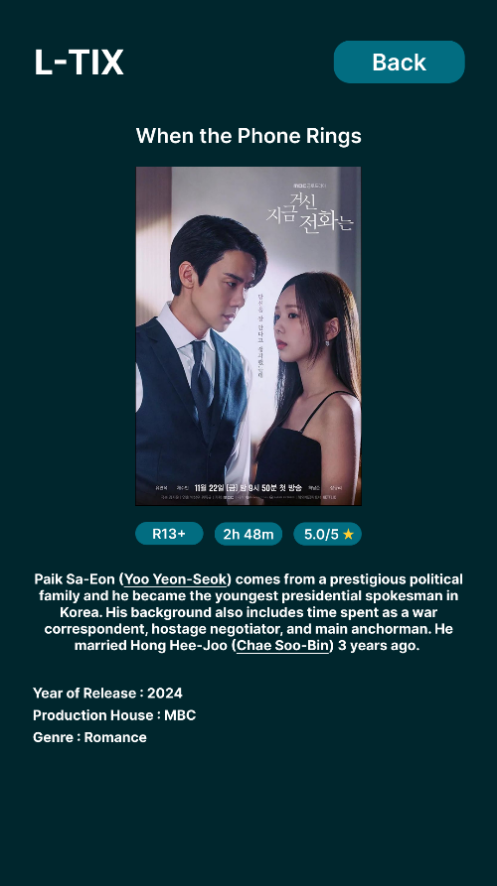 L-TIX
Back
When the Phone Rings
지금
거신
전화는
11월 22일 [금] 밤 9시 50분 첫 방송
R13+
2h 48m
5.0/5 ★
Paik Sa-Eon (Yoo Yeon-Seok) comes from a prestigious political
family and he became the youngest presidential spokesman in
Korea. His background also includes time spent as a war
correspondent, hostage negotiator, and main anchorman. He
married Hong Hee-Joo (Chae Soo-Bin) 3 years ago.
Year of Release : 2024
Production House : MBC
Genre : Romance